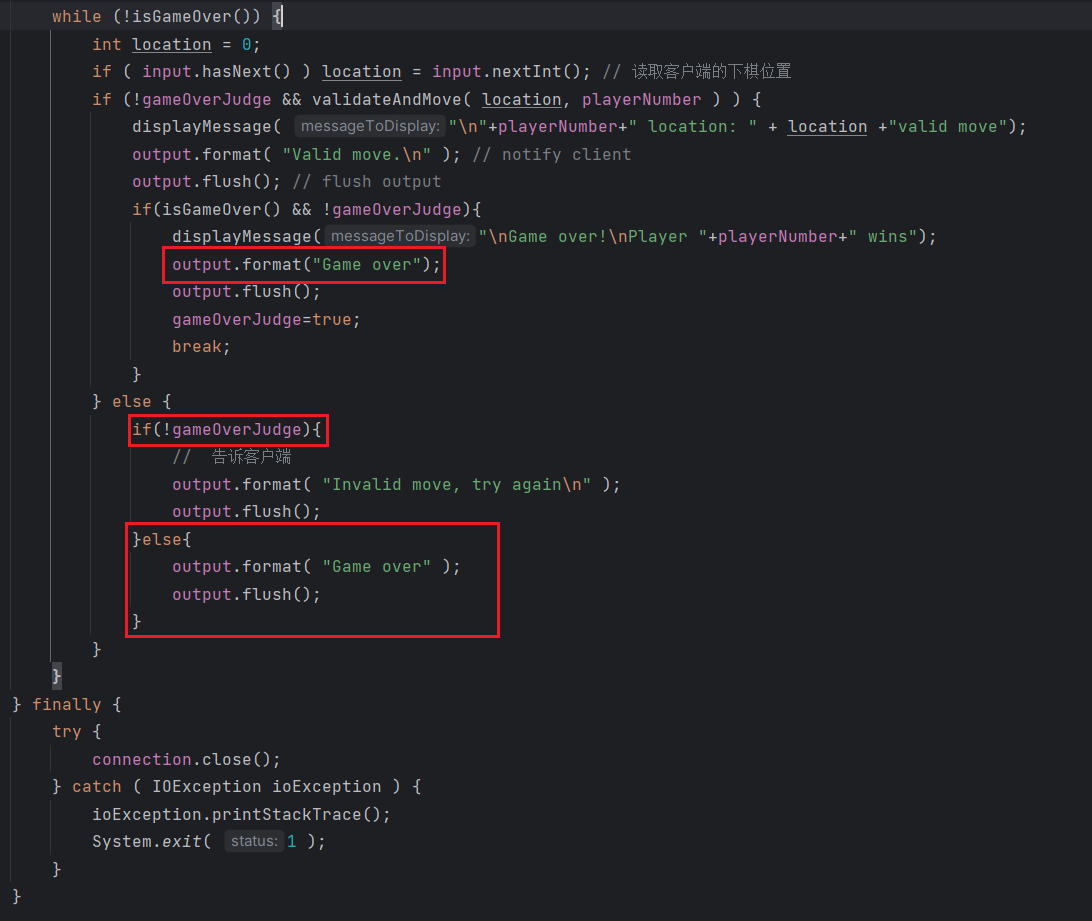 while (!isGameOver()) {
int location = 0;
if ( input.hasNext() ) location = input.nextInt(); // 读取客户端的下棋位置
if (!gameOverJudge && validateAndMove( location, playerNumber ) ) {
displayMessage( messageToDisplay: "\n"+playerNumber+" location: " + location +"valid move");
output.format( "Valid move.\n" ); // notify client
output.flush(); // flush output
if(isGameOver() && !gameOverJudge){
displayMessage( messageToDisplay: "\nGame over!\nPlayer "+playerNumber+" wins");
output.format("Game over");
output.flush();
gameOverJudge=true;
break;
}
} else {
if(!gameOverJudge){
// 告诉客户端
output.format( "Invalid move, try again\n" );
output.flush();
}else{
output.format( "Game over" );
output.flush();
}
}
}
} finally {
try {
connection.close();
} catch ( IOException ioException ) {
ioException.printStackTrace();
System.exit( status: 1 );
}
}